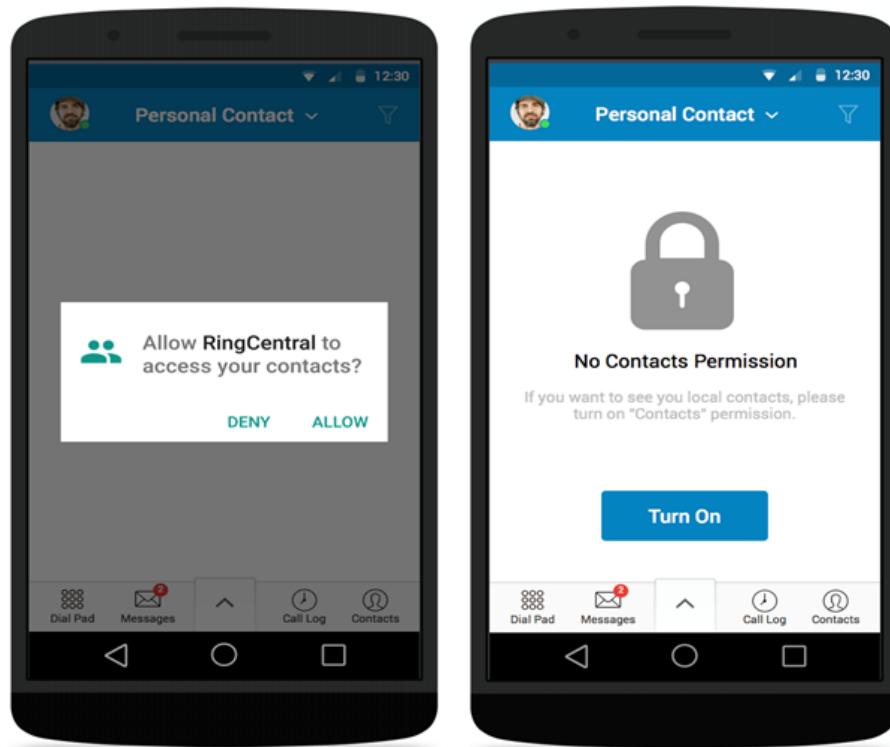 12:30
Personal Contact
Allow RingCentral to
access your contacts?
DENY ALLOW
2
Dial Pad Messages Call Log Contacts
12:30
Personal Contact
No Contacts Permission
If you want to see you local contacts, please
turn on "Contacts" permission.
Turn On
2
Dial Pad Messages Call Log Contacts